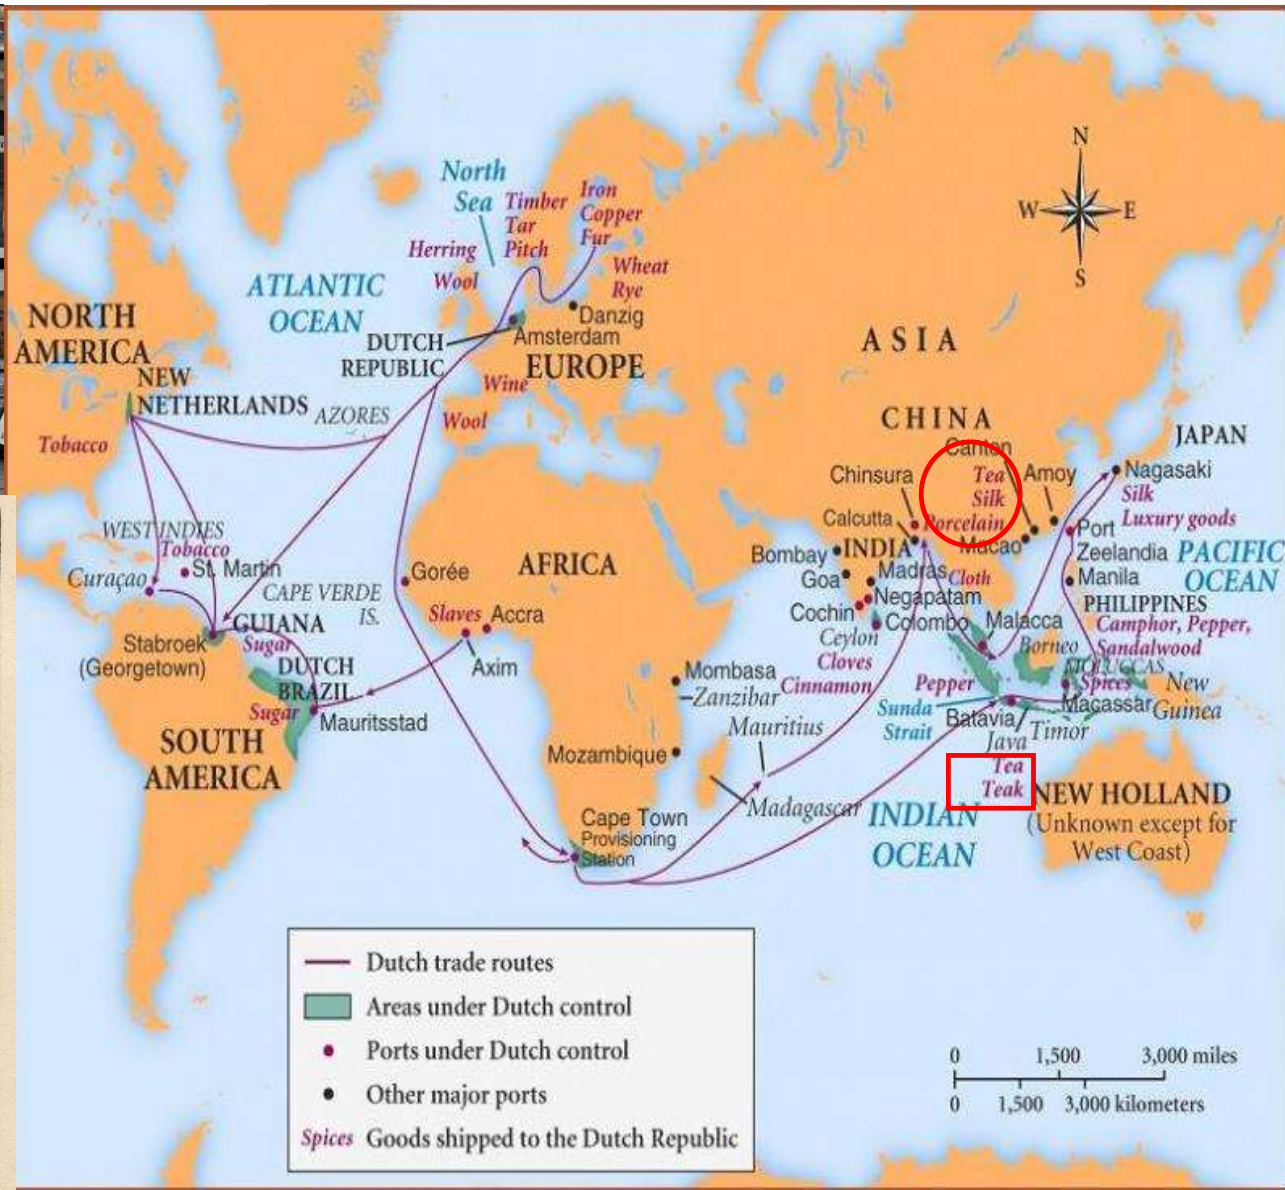 N
W
E
S
North
Sea
Timber
Tar
Pitch
Iron
Copper
Fur
Herring
Wool
Wheat
Rye
ATLANTIC
OCEAN
NORTH
AMERICA
DUTCH
REPUBLIC
Amsterdam
Danzig
EUROPE
ASIA
NEW
NETHERLANDS
AZORES
Wine
Wool
CHINA
JAPAN
Tobacco
Canton
Chinsura
Tea
Silk
Porcelain
Amoy
Nagasaki
Silk
Luxury goods
WEST INDIES
Tobacco
Calcutta
Macao
Port
Zeelandia
PACIFIC
OCEAN
Bombay
INDIA
AFRICA
Curaçao
St. Martin
CAPE VERDE
IS.
Gorée
Goa
Madras
Cloth
Manila
Negapatam
PHILIPPINES
Slaves
Accra
Cochin
Colombo
Malacca
Camphor, Pepper,
Sandalwood
GUIANA
Sugar
Stabroek
(Georgetown)
Ceylon
Cloves
Cinnamon
Borneo
MOLUCCAS
Spices
DUTCH
BRAZIL
Axim
Mombasa
Zanzibar
Pepper
Macassar
New
Guinea
Sugar
Mauritsstad
Sunda
Strait
Batavia
Mauritius
Java
Timor
SOUTH
AMERICA
Mozambique
Tea
Teak
Madagascar
NEW HOLLAND
(Unknown except for
West Coast)
INDIAN
OCEAN
Cape Town
Provisioning
Station
Dutch trade routes
Areas under Dutch control
Ports under Dutch control
Other major ports
Spices Goods shipped to the Dutch Republic
0 1,500 3,000 miles
0 1,500 3,000 kilometers